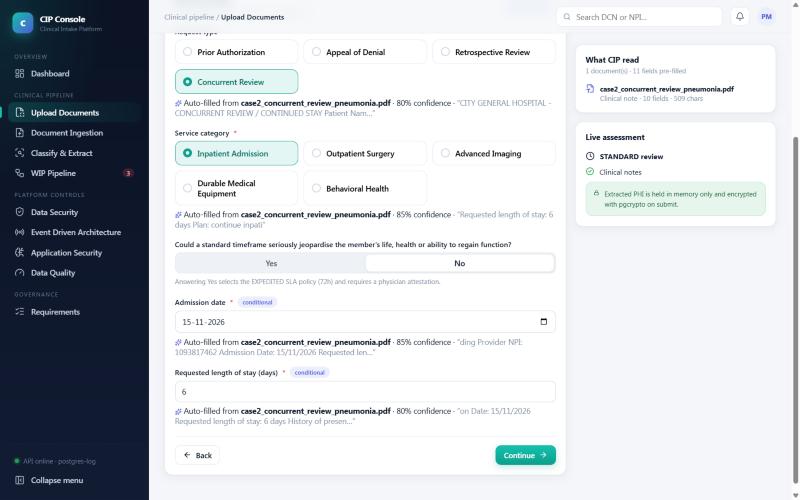 c
CIP Console
Clinical Intake Platform
OVERVIEW
Dashboard
CLINICAL PIPELINE
Upload Documents
Document Ingestion
Classify & Extract
WIP Pipeline
3
PLATFORM CONTROLS
Data Security
Event Driven Architecture
Application Security
Data Quality
GOVERNANCE
Requirements
API online · postgres-log
Collapse menu
Clinical pipeline / Upload Documents
Search DCN or NPI...
PM
Prior Authorization
Appeal of Denial
Retrospective Review
Concurrent Review
Auto-filled from case2_concurrent_review_pneumonia.pdf · 80% confidence · "CITY GENERAL HOSPITAL -
CONCURRENT REVIEW / CONTINUED STAY Patient Nam..."
Service category *
Inpatient Admission
Outpatient Surgery
Advanced Imaging
Durable Medical
Equipment
Behavioral Health
Auto-filled from case2_concurrent_review_pneumonia.pdf · 85% confidence · "Requested length of stay: 6
days Plan: continue inpati"
Could a standard timeframe seriously jeopardise the member's life, health or ability to regain function?
Yes
No
Answering Yes selects the EXPEDITED SLA policy (72h) and requires a physician attestation.
Admission date * conditional
15-11-2026
Auto-filled from case2_concurrent_review_pneumonia.pdf · 85% confidence · "ding Provider NPI:
1093817462 Admission Date: 15/11/2026 Requested len..."
Requested length of stay (days) * conditional
6
Auto-filled from case2_concurrent_review_pneumonia.pdf · 80% confidence · "on Date: 15/11/2026
Requested length of stay: 6 days History of presen..."
Back
Continue
What CIP read
1 document(s) · 11 fields pre-filled
case2_concurrent_review_pneumonia.pdf
Clinical note · 10 fields · 509 chars
Live assessment
STANDARD review
Clinical notes
Extracted PHI is held in memory only and encrypted
with pgcrypto on submit.